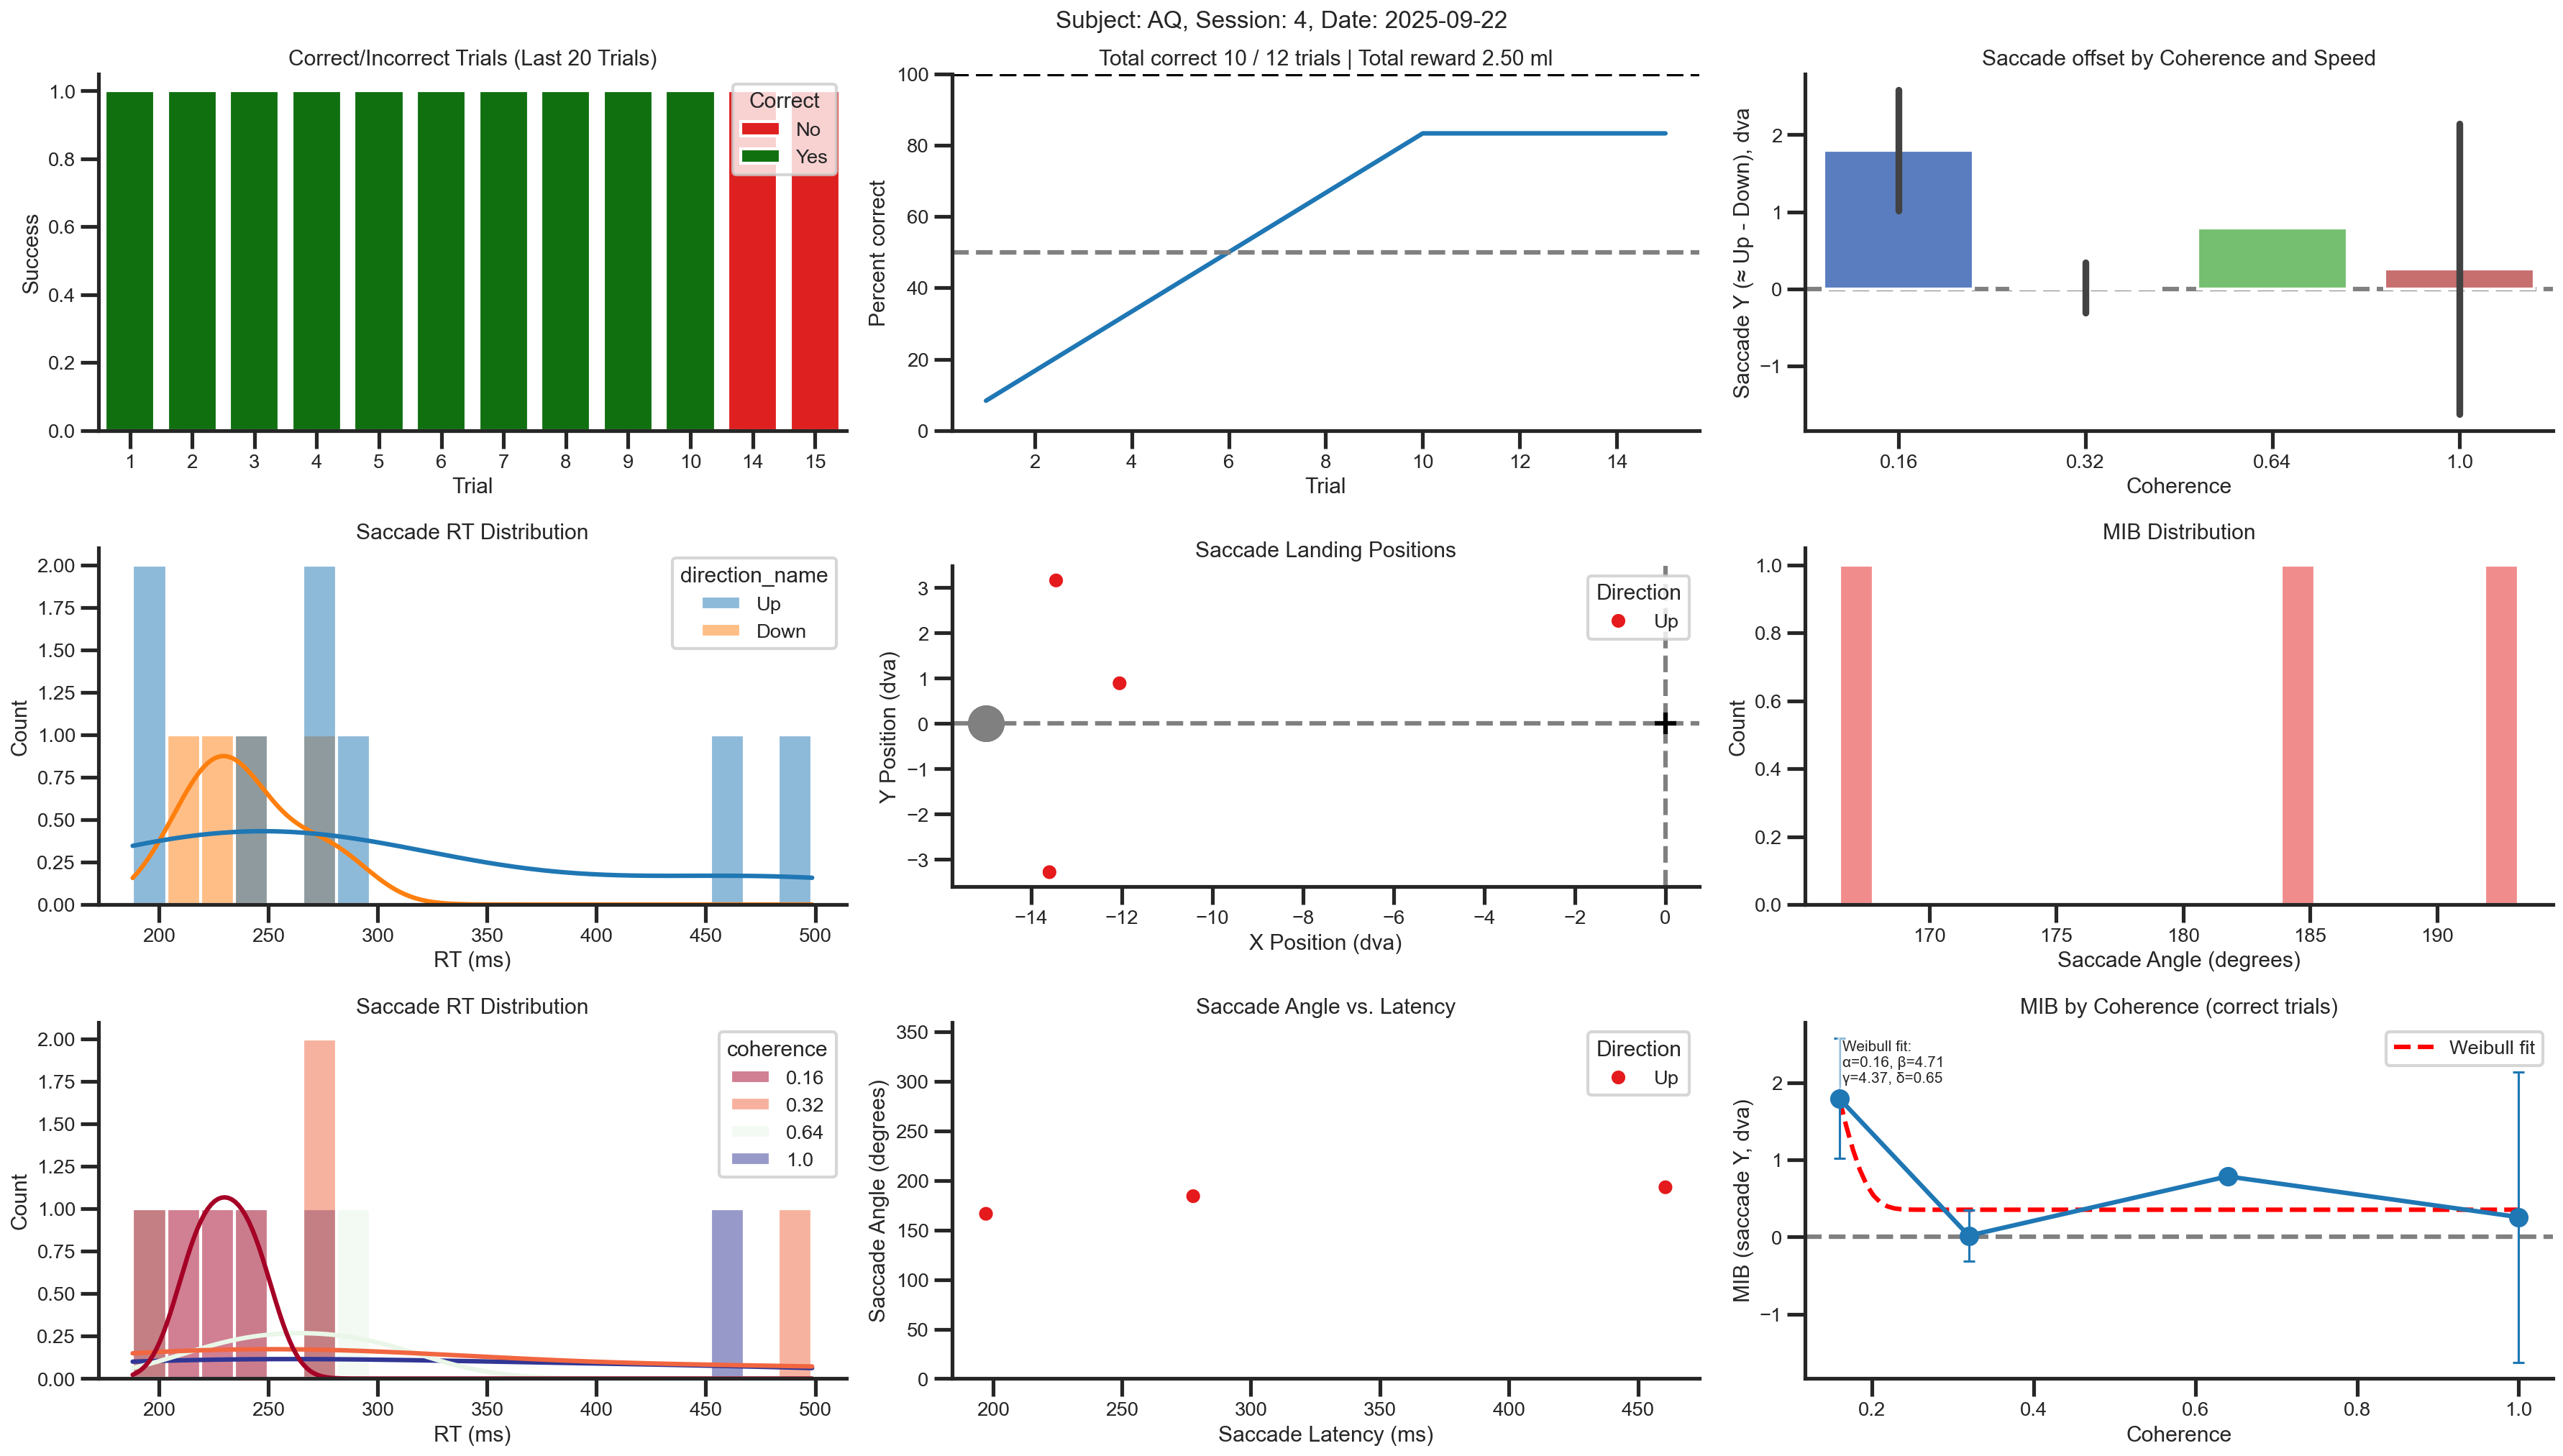 Subject: AQ, Session: 4, Date: 2025-09-22
Correct/Incorrect Trials (Last 20 Trials)
Success
1.0
0.8
0.6
0.4
0.2
0.0
1 2 3 4 5 6 7 8 9 10 14 15
Trial
Correct
No
Yes
Total correct 10 / 12 trials | Total reward 2.50 ml
Percent correct
100
80
60
40
20
0
2 4 6 8 10 12 14
Trial
Saccade offset by Coherence and Speed
Saccade Y (≈ Up - Down), dva
2
1
0
−1
0.16 0.32 0.64 1.0
Coherence
Saccade RT Distribution
Count
2.00
1.75
1.50
1.25
1.00
0.75
0.50
0.25
0.00
200 250 300 350 400 450 500
RT (ms)
direction_name
Up
Down
Saccade Landing Positions
Y Position (dva)
3
2
1
0
−1
−2
−3
−14 −12 −10 −8 −6 −4 −2 0
X Position (dva)
Direction
Up
MIB Distribution
Count
1.0
0.8
0.6
0.4
0.2
0.0
170 175 180 185 190
Saccade Angle (degrees)
Saccade RT Distribution
Count
2.00
1.75
1.50
1.25
1.00
0.75
0.50
0.25
0.00
200 250 300 350 400 450 500
RT (ms)
coherence
0.16
0.32
0.64
1.0
Saccade Angle vs. Latency
Saccade Angle (degrees)
350
300
250
200
150
100
50
0
200 250 300 350 400 450
Saccade Latency (ms)
Direction
Up
MIB by Coherence (correct trials)
MIB (saccade Y, dva)
2
1
0
−1
0.2 0.4 0.6 0.8 1.0
Coherence
Weibull fit:
α=0.16, β=4.71
γ=4.37, δ=0.65
Weibull fit